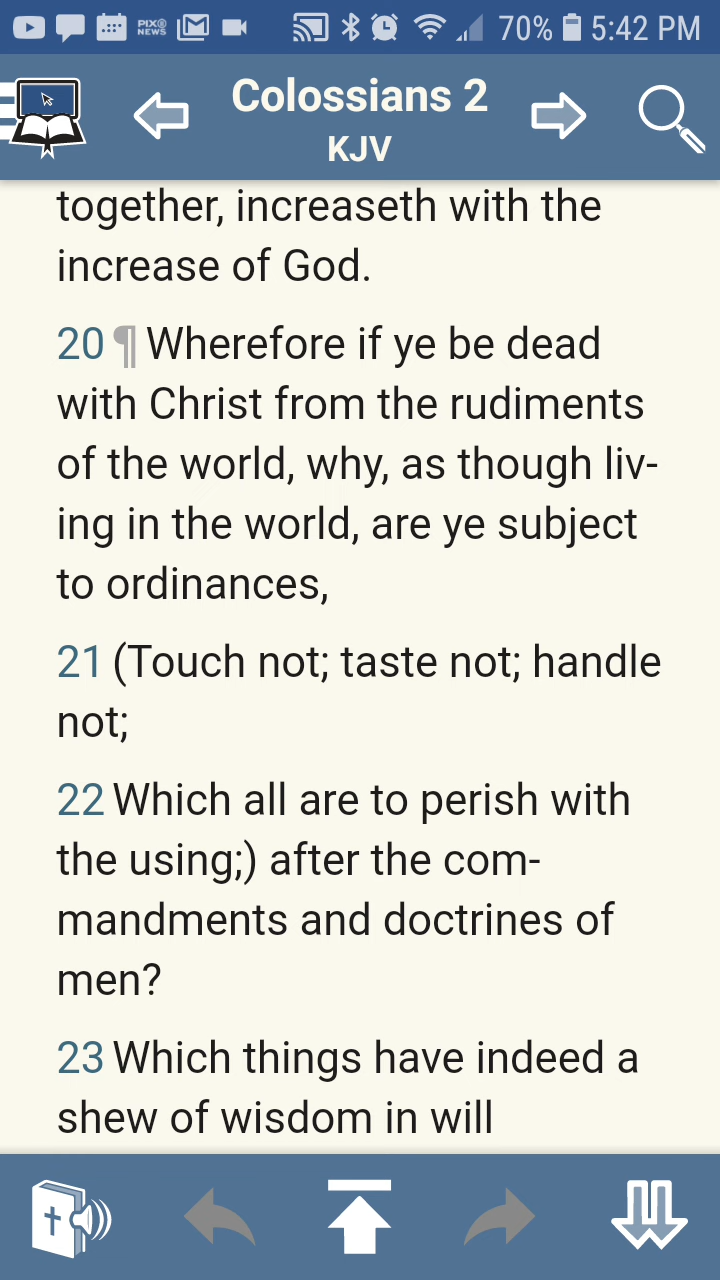 PIX@
NEWS
70% 5:42 PM
Colossians 2
KJV
together, increaseth with the
increase of God.
20 ¶ Wherefore if ye be dead
with Christ from the rudiments
of the world, why, as though liv-
ing in the world, are ye subject
to ordinances,
21 (Touch not; taste not; handle
not;
22 Which all are to perish with
the using;) after the com-
mandments and doctrines of
men?
23 Which things have indeed a
shew of wisdom in will